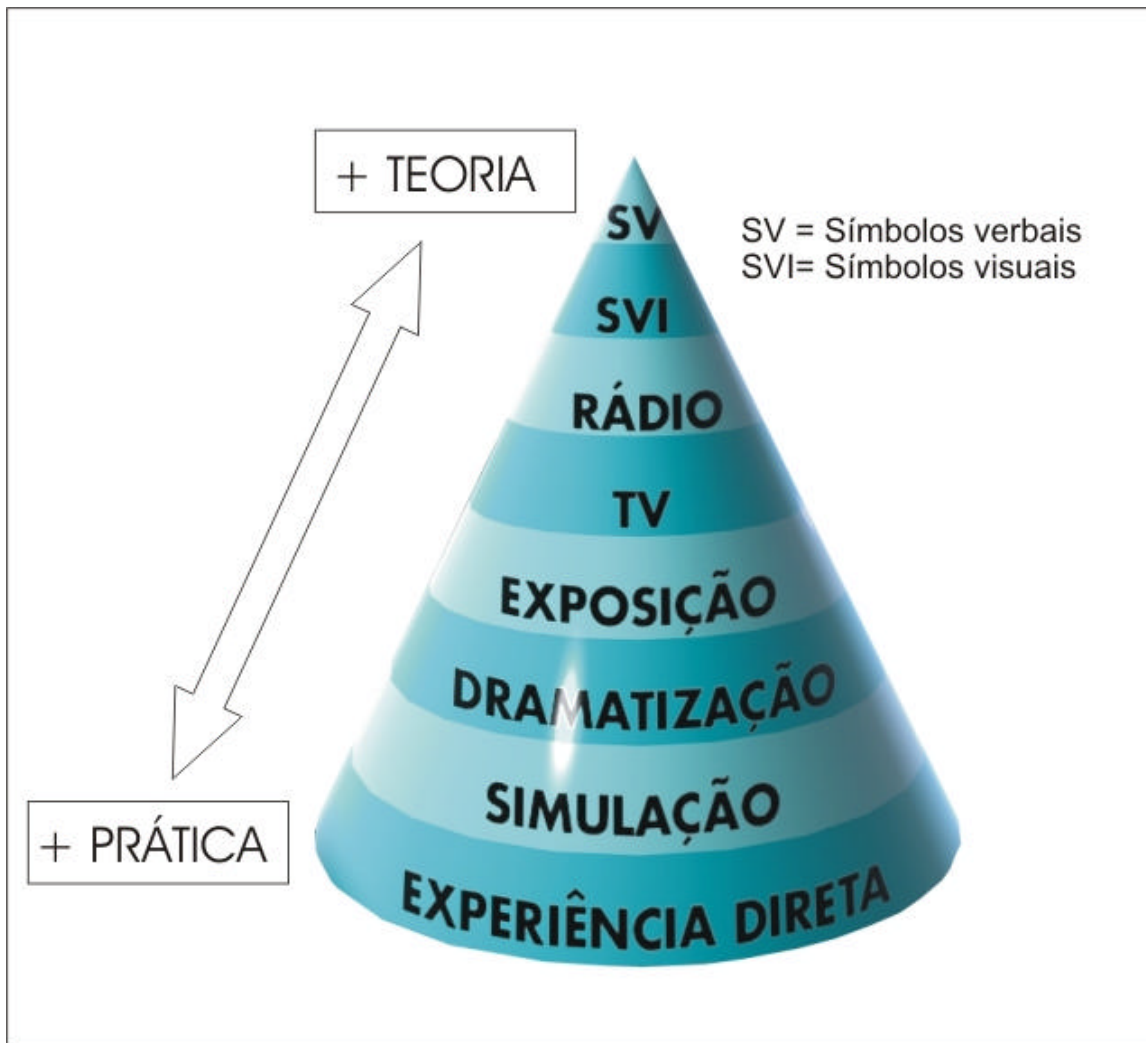 + TEORIA
SV
SV = Símbolos verbais
SVI= Símbolos visuais
SVI
RÁDIO
TV
EXPOSIÇÃO
DRAMATIZAÇÃO
SIMULAÇÃO
+ PRÁTICA
EXPERIÊNCIA DIRETA